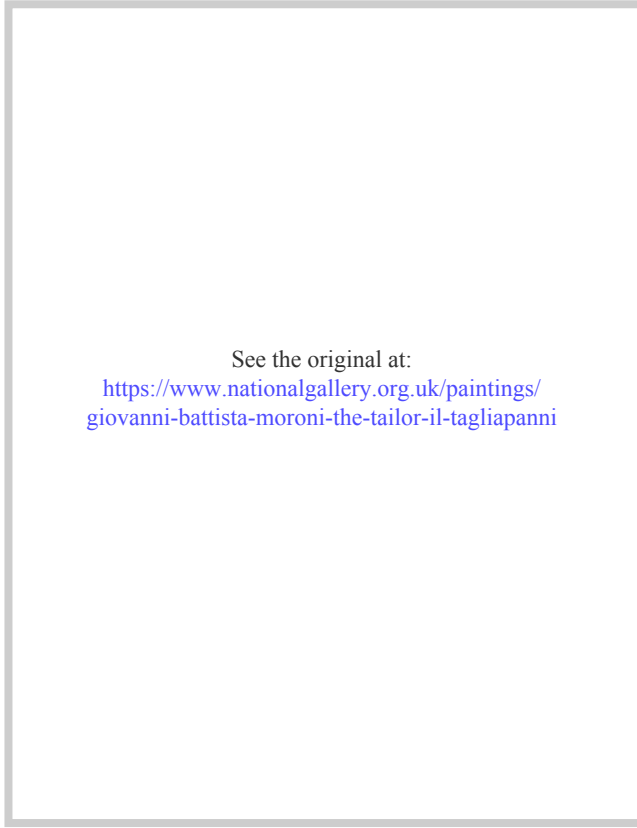 See the original at:
https://www.nationalgallery.org.uk/paintings/
giovanni-battista-moroni-the-tailor-il-tagliapanni